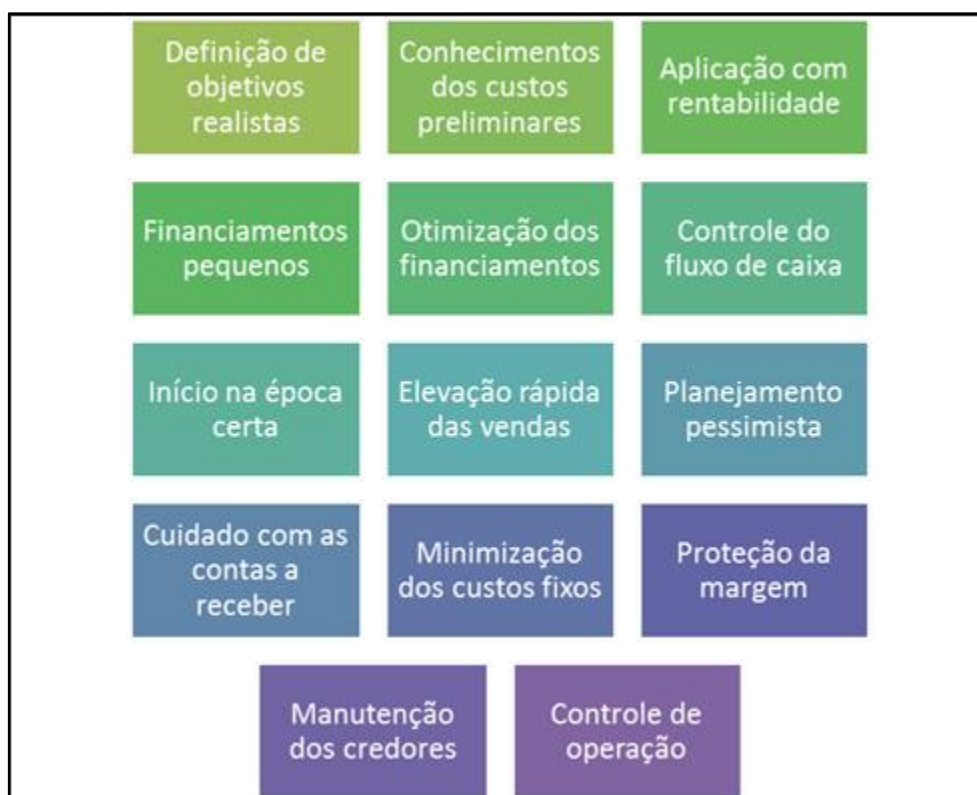 Definição de
objetivos
realistas
Conhecimentos
dos custos
preliminares
Aplicação com
rentabilidade
Financiamentos
pequenos
Otimização dos
financiamentos
Controle do
fluxo de caixa
Início na época
certa
Elevação rápida
das vendas
Planejamento
pessimista
Cuidado com as
contas a
receber
Minimização
dos custos fixos
Proteção da
margem
Manutenção
dos credores
Controle de
operação